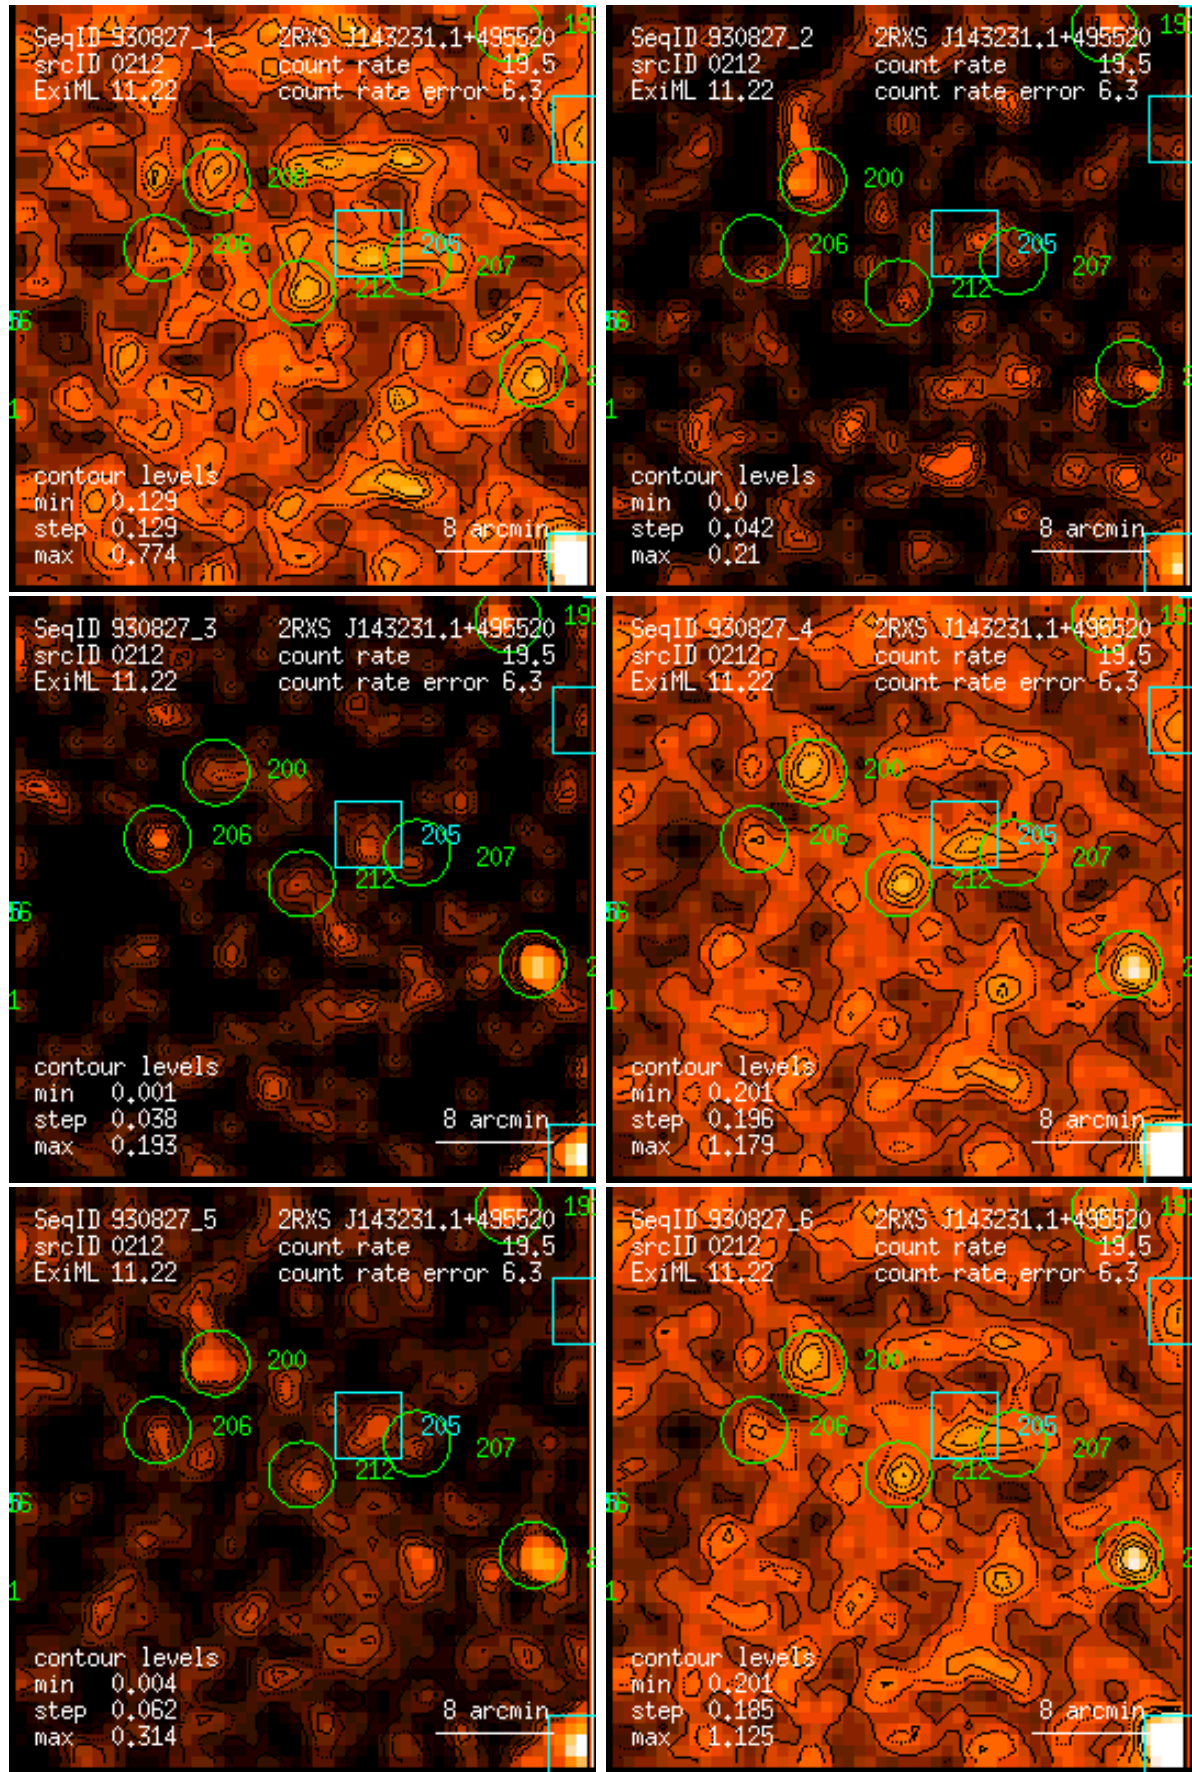 SeqID 930827_1 2RXS J143231.1+495520
srcID 0212 count rate 19.5
ExiML 11.22 count rate error 6.3
200
206 205
207
212
contour levels
min 0.129
step 0.129 8 arcmin
max 0.774
SeqID 930827_2 2RXS J143231.1+495520
srcID 0212 count rate 19.5
ExiML 11.22 count rate error 6.3
200
206 205
207
212
contour levels
min 0.0
step 0.042 8 arcmin
max 0.21
SeqID 930827_3 2RXS J143231.1+495520
srcID 0212 count rate 19.5
ExiML 11.22 count rate error 6.3
200
206 205
207
212
contour levels
min 0.001
step 0.038 8 arcmin
max 0.193
SeqID 930827_4 2RXS J143231.1+495520
srcID 0212 count rate 19.5
ExiML 11.22 count rate error 6.3
200
206 205
207
212
contour levels
min 0.201
step 0.196 8 arcmin
max 1.179
SeqID 930827_5 2RXS J143231.1+495520
srcID 0212 count rate 19.5
ExiML 11.22 count rate error 6.3
200
206 205
207
212
contour levels
min 0.004
step 0.062 8 arcmin
max 0.314
SeqID 930827_6 2RXS J143231.1+495520
srcID 0212 count rate 19.5
ExiML 11.22 count rate error 6.3
200
206 205
207
212
contour levels
min 0.201
step 0.185 8 arcmin
max 1.125